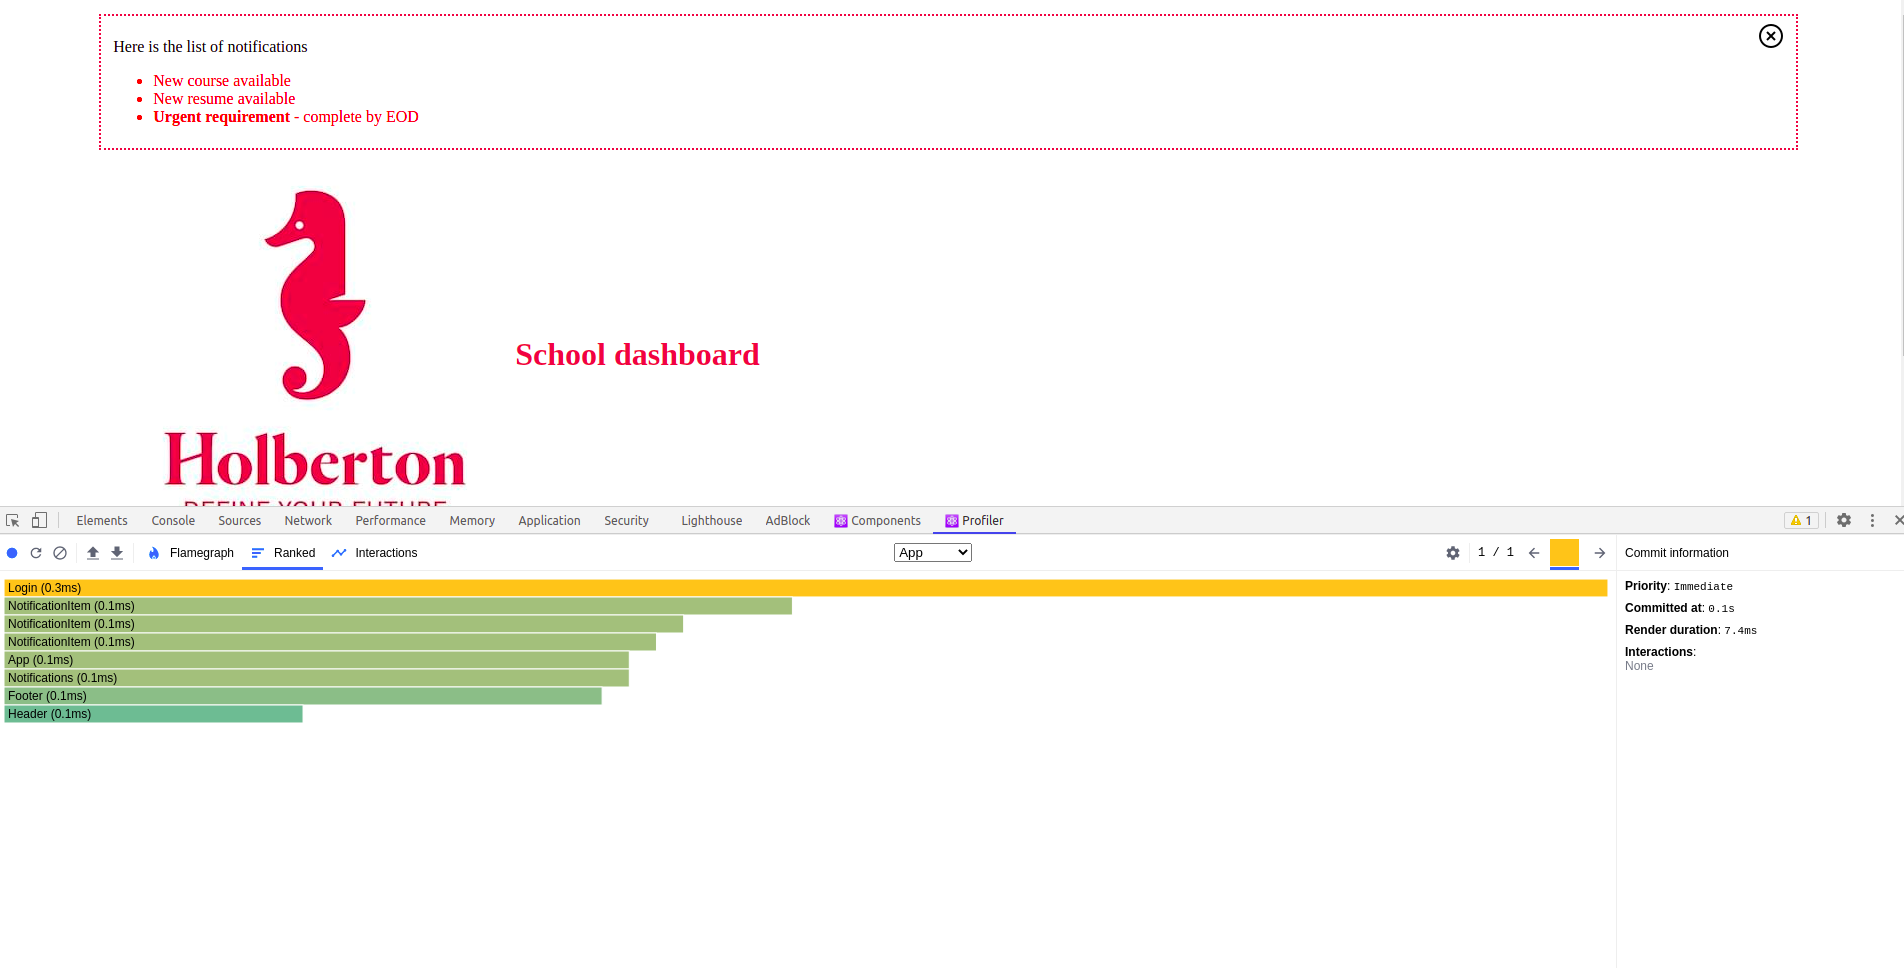 Here is the list of notifications
New course available
New resume available
Urgent requirement - complete by EOD
School dashboard
Holberton
DEFINE YOUR FUTURE
Elements Console Sources Network Performance Memory Application Security Lighthouse AdBlock Components Profiler 1
Flamegraph Ranked Interactions App 1 / 1 Commit information
Login (0.3ms)
NotificationItem (0.1ms)
NotificationItem (0.1ms)
NotificationItem (0.1ms)
App (0.1ms)
Notifications (0.1ms)
Footer (0.1ms)
Header (0.1ms)
Priority: Immediate
Committed at: 0.1s
Render duration: 7.4ms
Interactions:
None